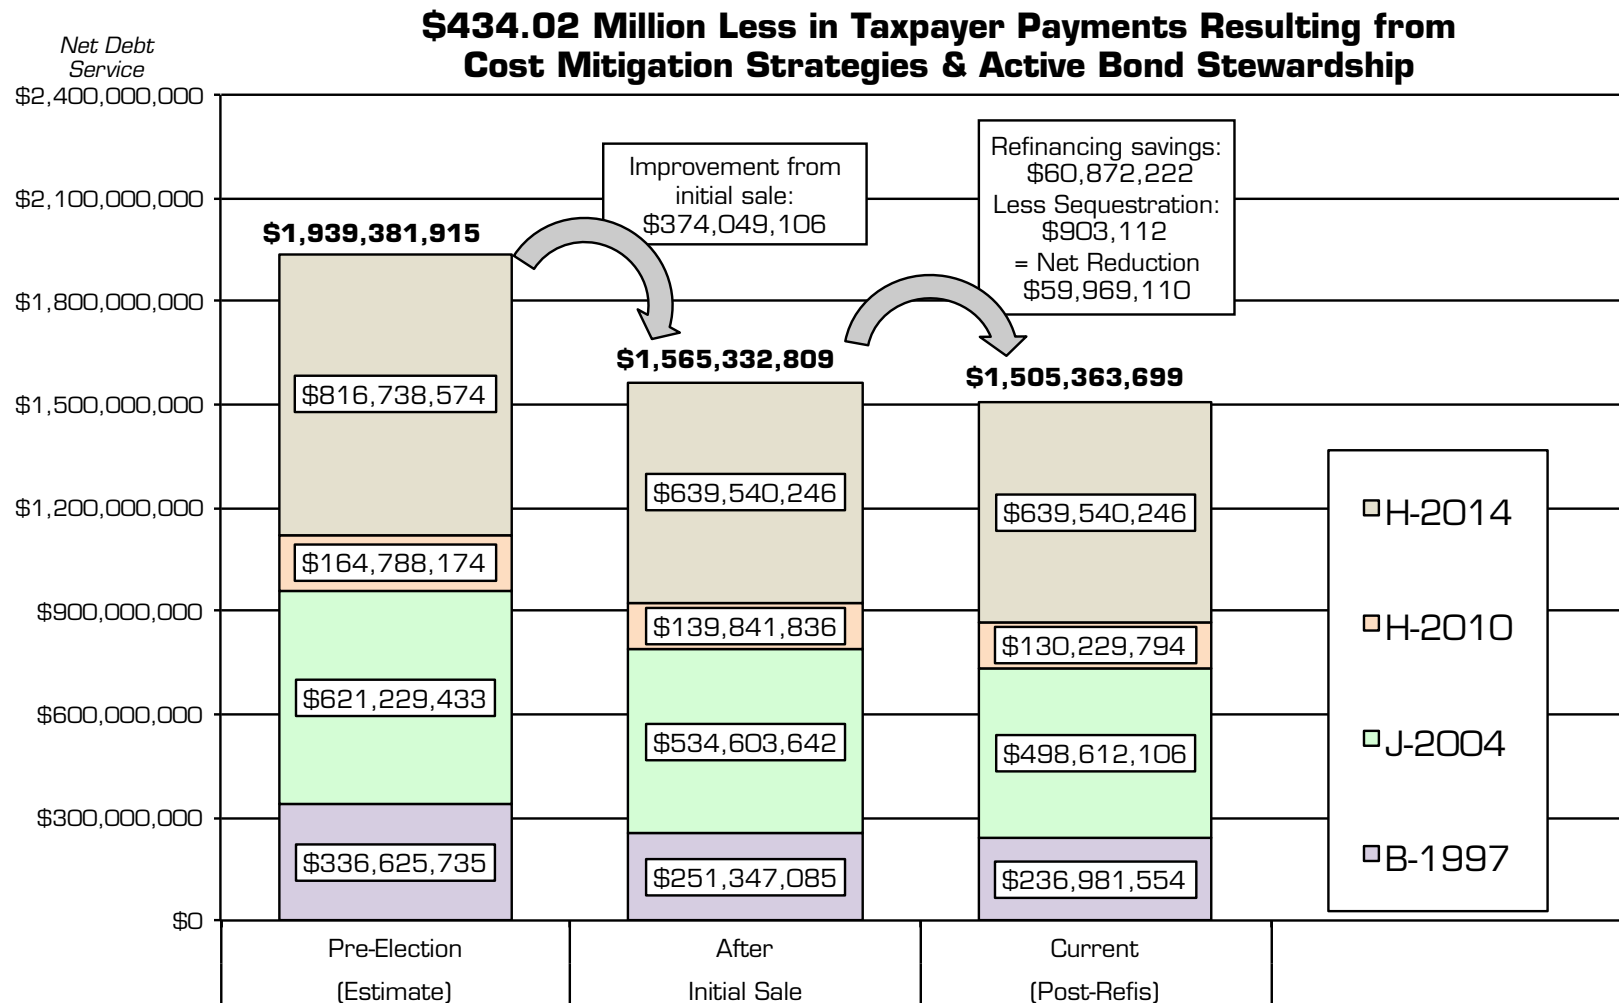 $434.02 Million Less in Taxpayer Payments Resulting from
Cost Mitigation Strategies & Active Bond Stewardship
Net Debt
Service
$2,400,000,000
$2,100,000,000
$1,800,000,000
$1,500,000,000
$1,200,000,000
$900,000,000
$600,000,000
$300,000,000
$0
$1,939,381,915
$816,738,574
$164,788,174
$621,229,433
$336,625,735
Improvement from
initial sale:
$374,049,106
$1,565,332,809
$639,540,246
$139,841,836
$534,603,642
$251,347,085
Refinancing savings:
$60,872,222
Less Sequestration:
$903,112
= Net Reduction
$59,969,110
$1,505,363,699
$639,540,246
$130,229,794
$498,612,106
$236,981,554
H-2014
H-2010
J-2004
B-1997
Pre-Election
(Estimate)
After
Initial Sale
Current
(Post-Refis)